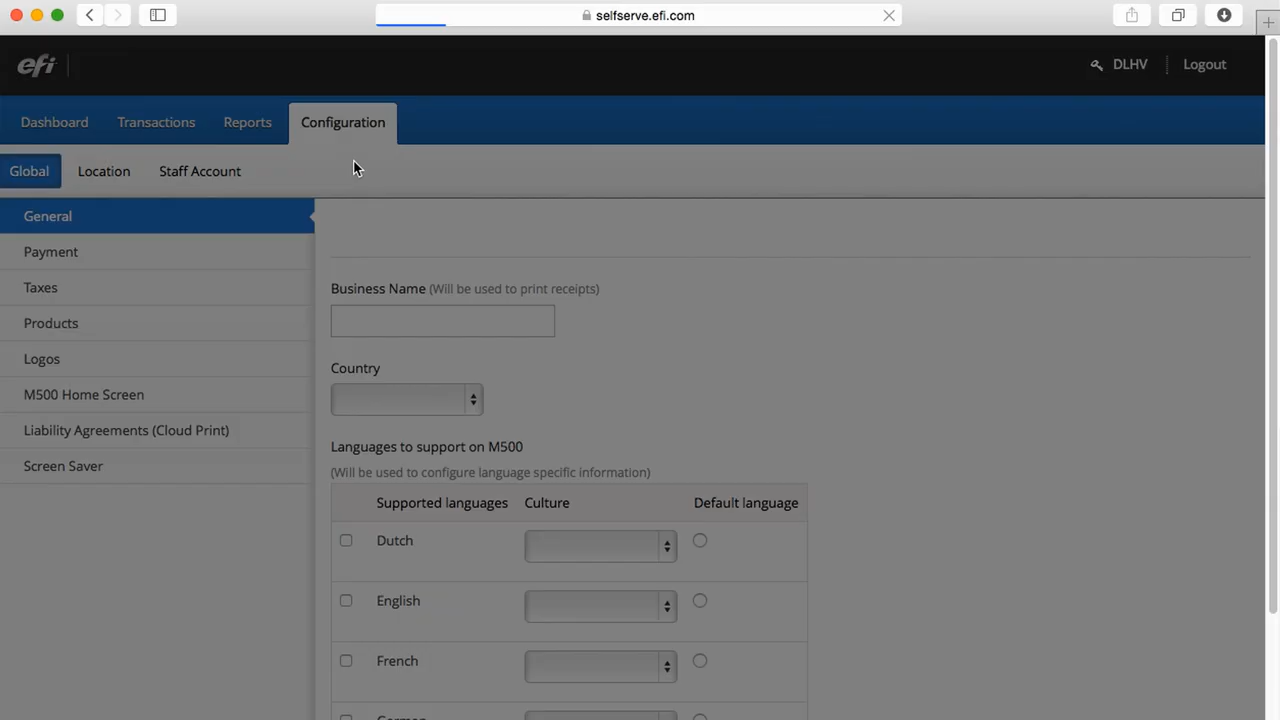 selfserve.efi.com
efi
DLHV
Logout
Dashboard
Transactions
Reports
Configuration
Global
Location
Staff Account
General
Payment
Taxes
Products
Logos
M500 Home Screen
Liability Agreements (Cloud Print)
Screen Saver
Business Name (Will be used to print receipts)
Country
Languages to support on M500
(Will be used to configure language specific information)
Supported languages Culture Default language
Dutch
English
French
German